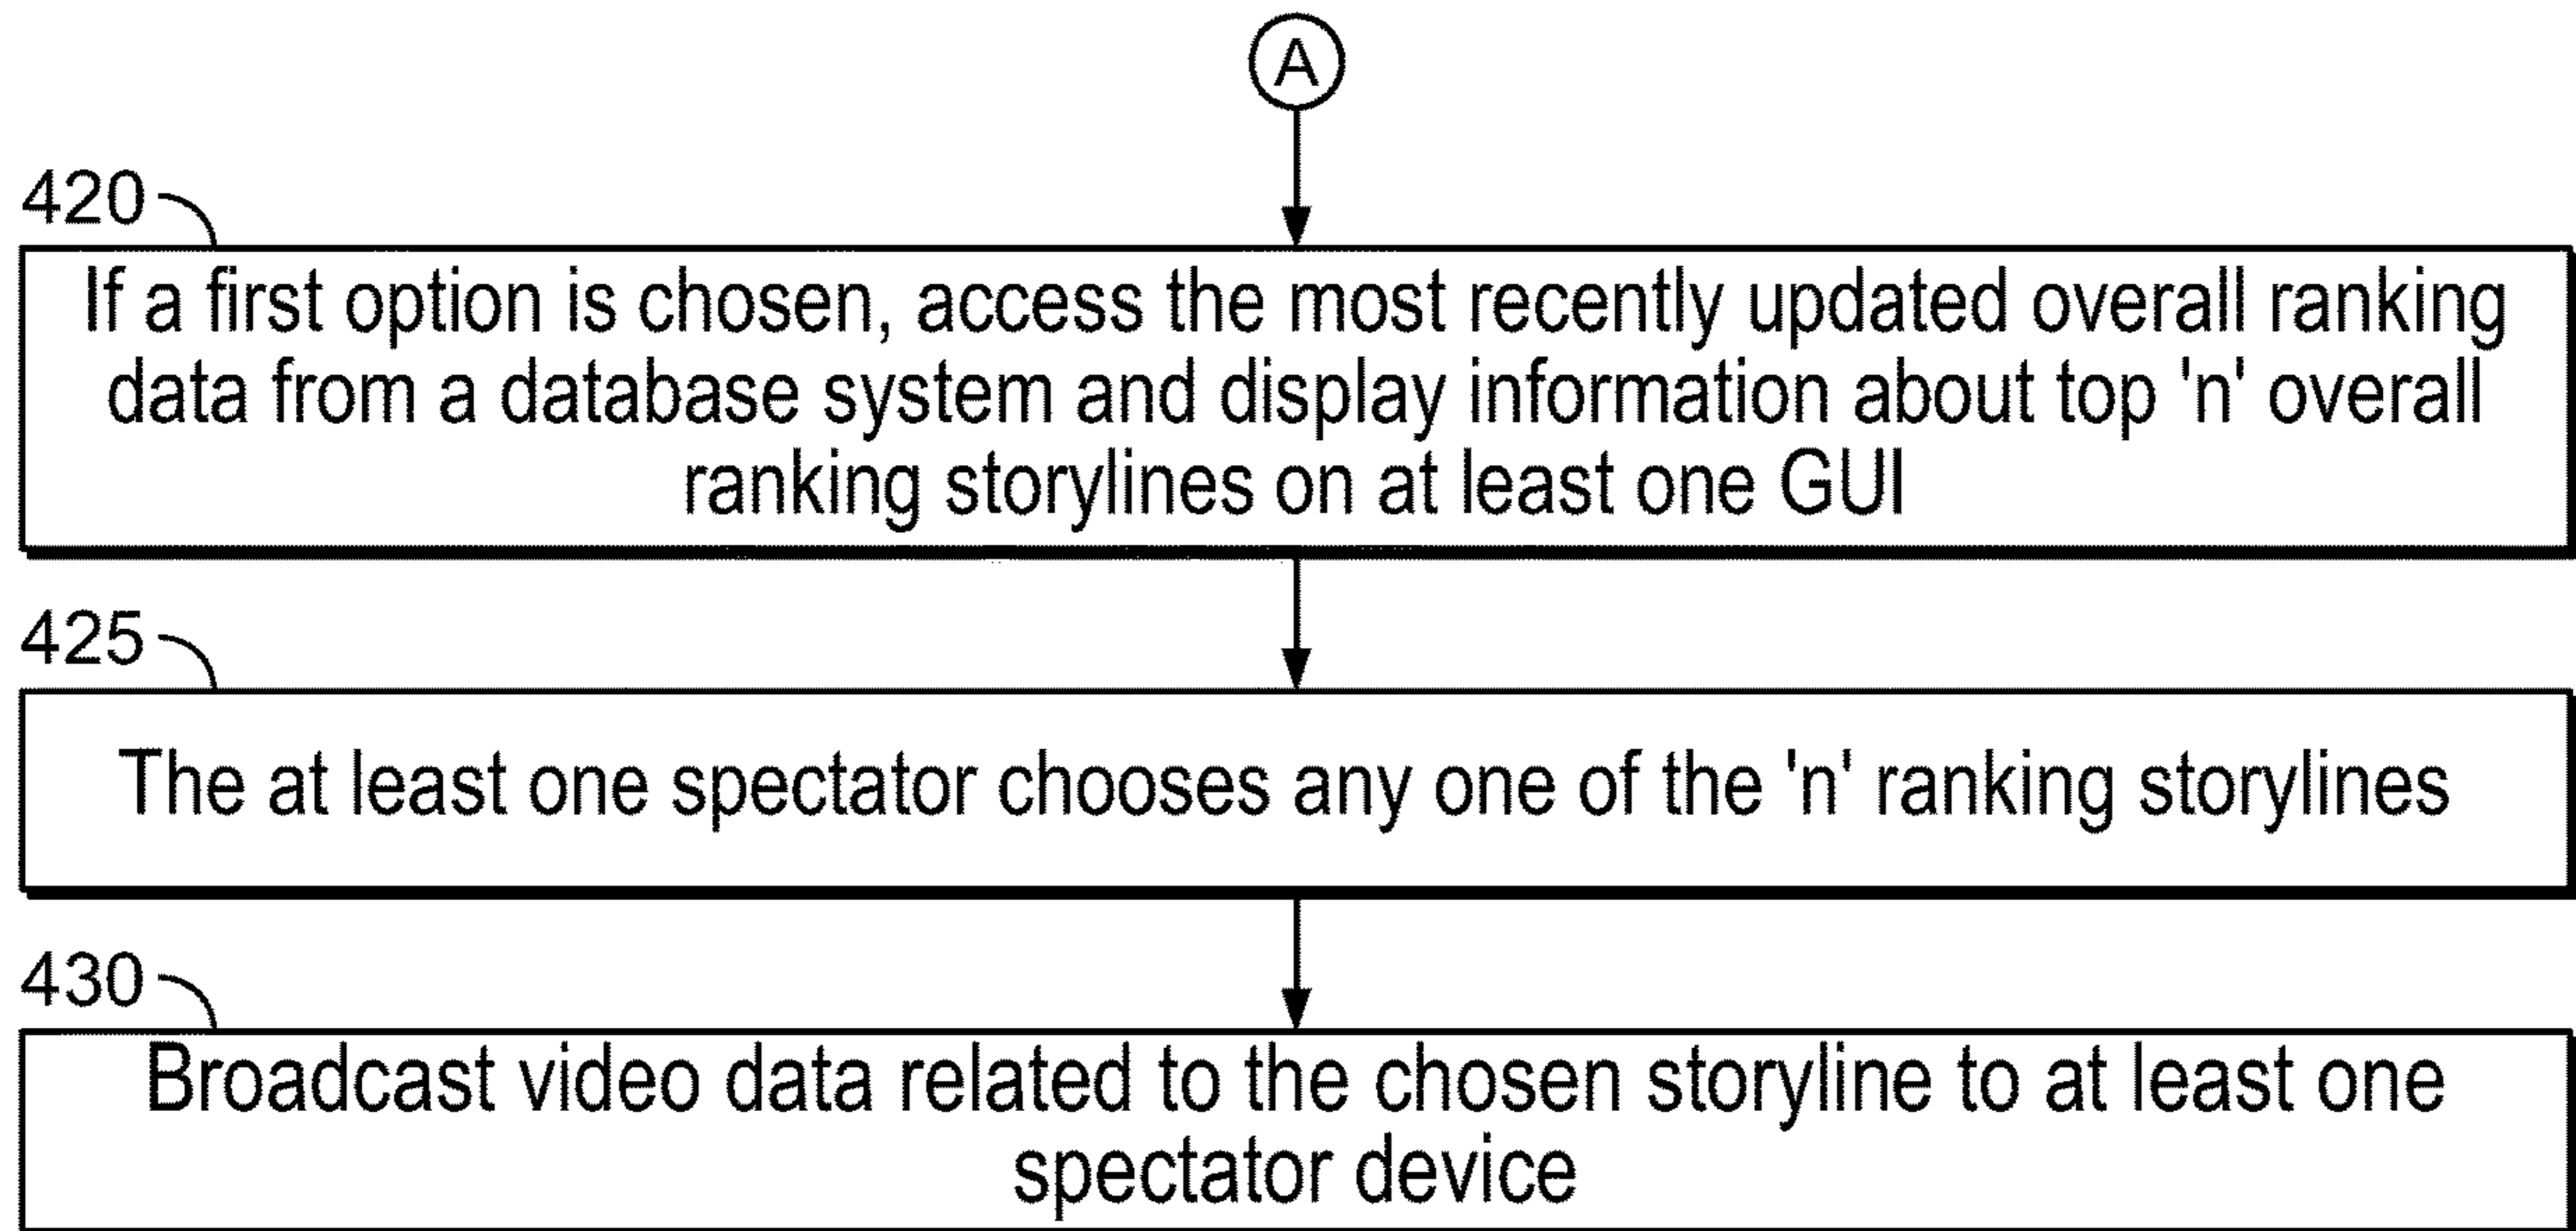 A
420
If a first option is chosen, access the most recently updated overall ranking
data from a database system and display information about top 'n' overall
ranking storylines on at least one GUI
425
The at least one spectator chooses any one of the 'n' ranking storylines
430
Broadcast video data related to the chosen storyline to at least one
spectator device